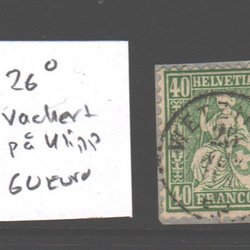 26°
vackert
på klipp
60 Euro
40 HELVETIA
40 FRANCO